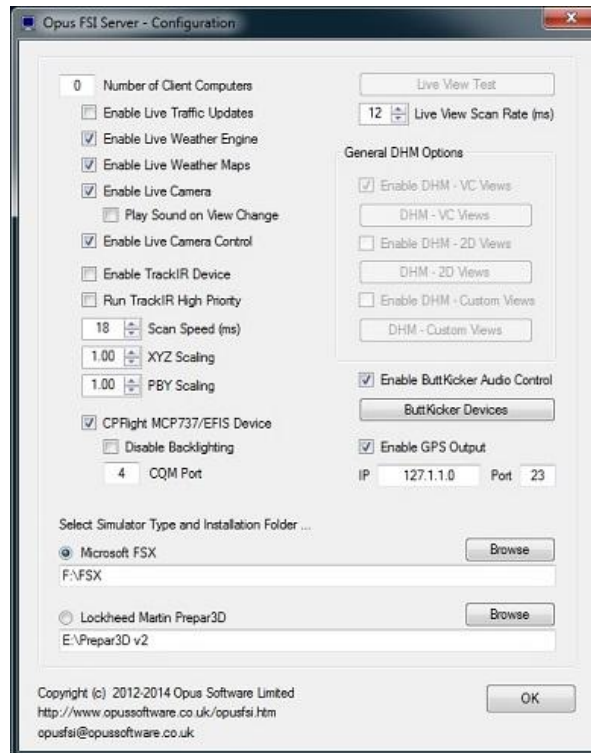 Opus FSI Server - Configuration
0 Number of Client Computers
Enable Live Traffic Updates
Enable Live Weather Engine
Enable Live Weather Maps
Enable Live Camera
Play Sound on View Change
Enable Live Camera Control
Enable TrackIR Device
Run TrackIR High Priority
18 Scan Speed (ms)
1.00 XYZ Scaling
1.00 PBY Scaling
CPFlight MCP737/EFIS Device
Disable Backlighting
4 CQM Port
Live View Test
12 Live View Scan Rate (ms)
General DHM Options
Enable DHM - VC Views
DHM - VC Views
Enable DHM - 2D Views
DHM - 2D Views
Enable DHM - Custom Views
DHM - Custom Views
Enable ButtKicker Audio Control
ButtKicker Devices
Enable GPS Output
IP 127.1.1.0 Port 23
Select Simulator Type and Installation Folder ...
Microsoft FSX Browse
F:\FSX
Lockheed Martin Prepar3D Browse
E:\Prepar3D v2
Copyright (c) 2012-2014 Opus Software Limited
http://www.opussoftware.co.uk/opusfsi.htm
opusfsi@opussoftware.co.uk
OK